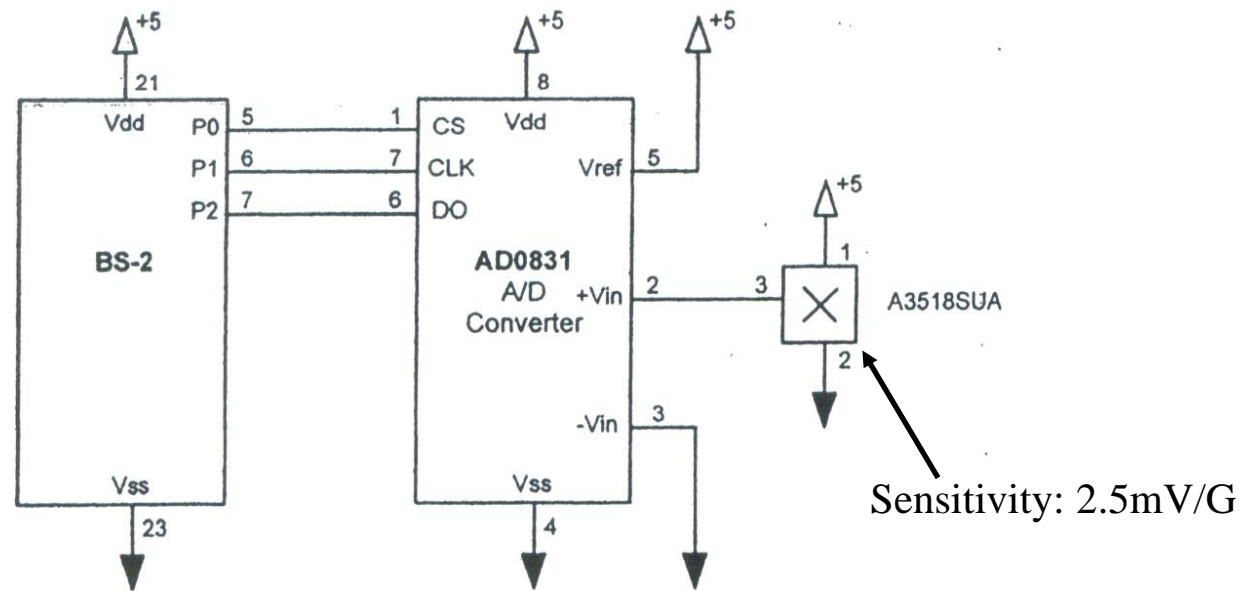 +5
+5
+5
21
8
Vdd
P0
5
1
CS
Vdd
P1
6
7
CLK
Vref
5
P2
7
6
DO
+5
BS-2
AD0831
A/D
Converter
+Vin
2
3
1
A3518SUA
2
-Vin
3
Vss
Vss
23
4
Sensitivity: 2.5mV/G